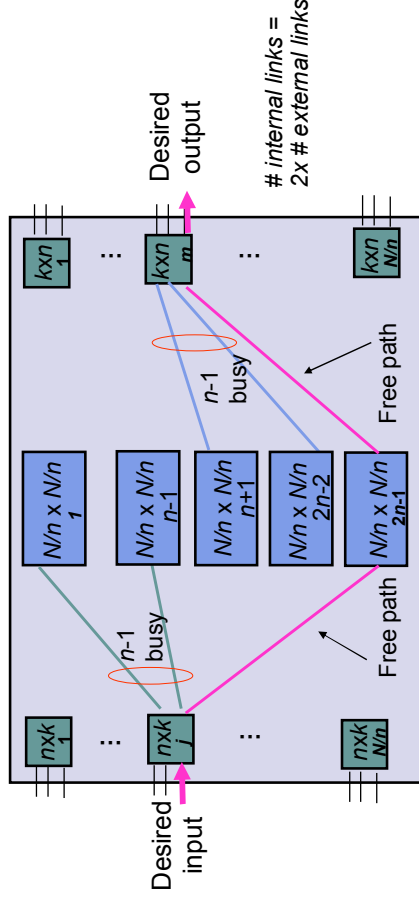 Desired
input
nxk
1
...
nxk
j
...
nxk
N/n
n-1
busy
Free path
N/n x N/n
1
N/n x N/n
n-1
N/n x N/n
n+1
N/n x N/n
2n-2
N/n x N/n
2n-1
n-1
busy
Free path
kxn
1
...
kxn
m
...
kxn
N/n
Desired
output
# internal links =
2x # external links